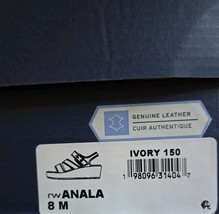 GENUINE LEATHER
CUIR AUTHENTIQUE
IVORY 150
1 98096 31404 7
rwANALA
8 M